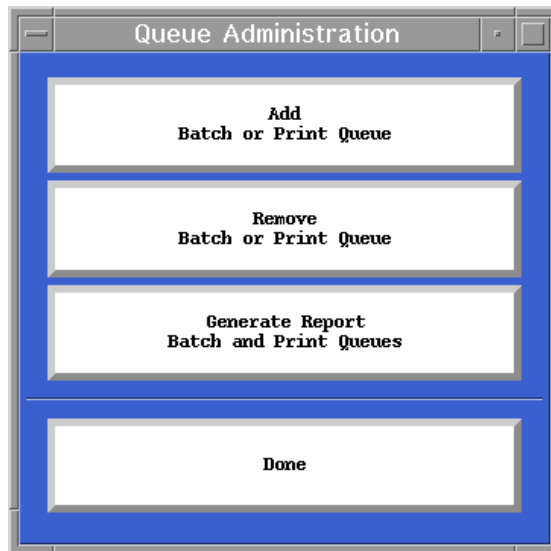 Queue Administration
Add
Batch or Print Queue
Remove
Batch or Print Queue
Generate Report
Batch and Print Queues
Done